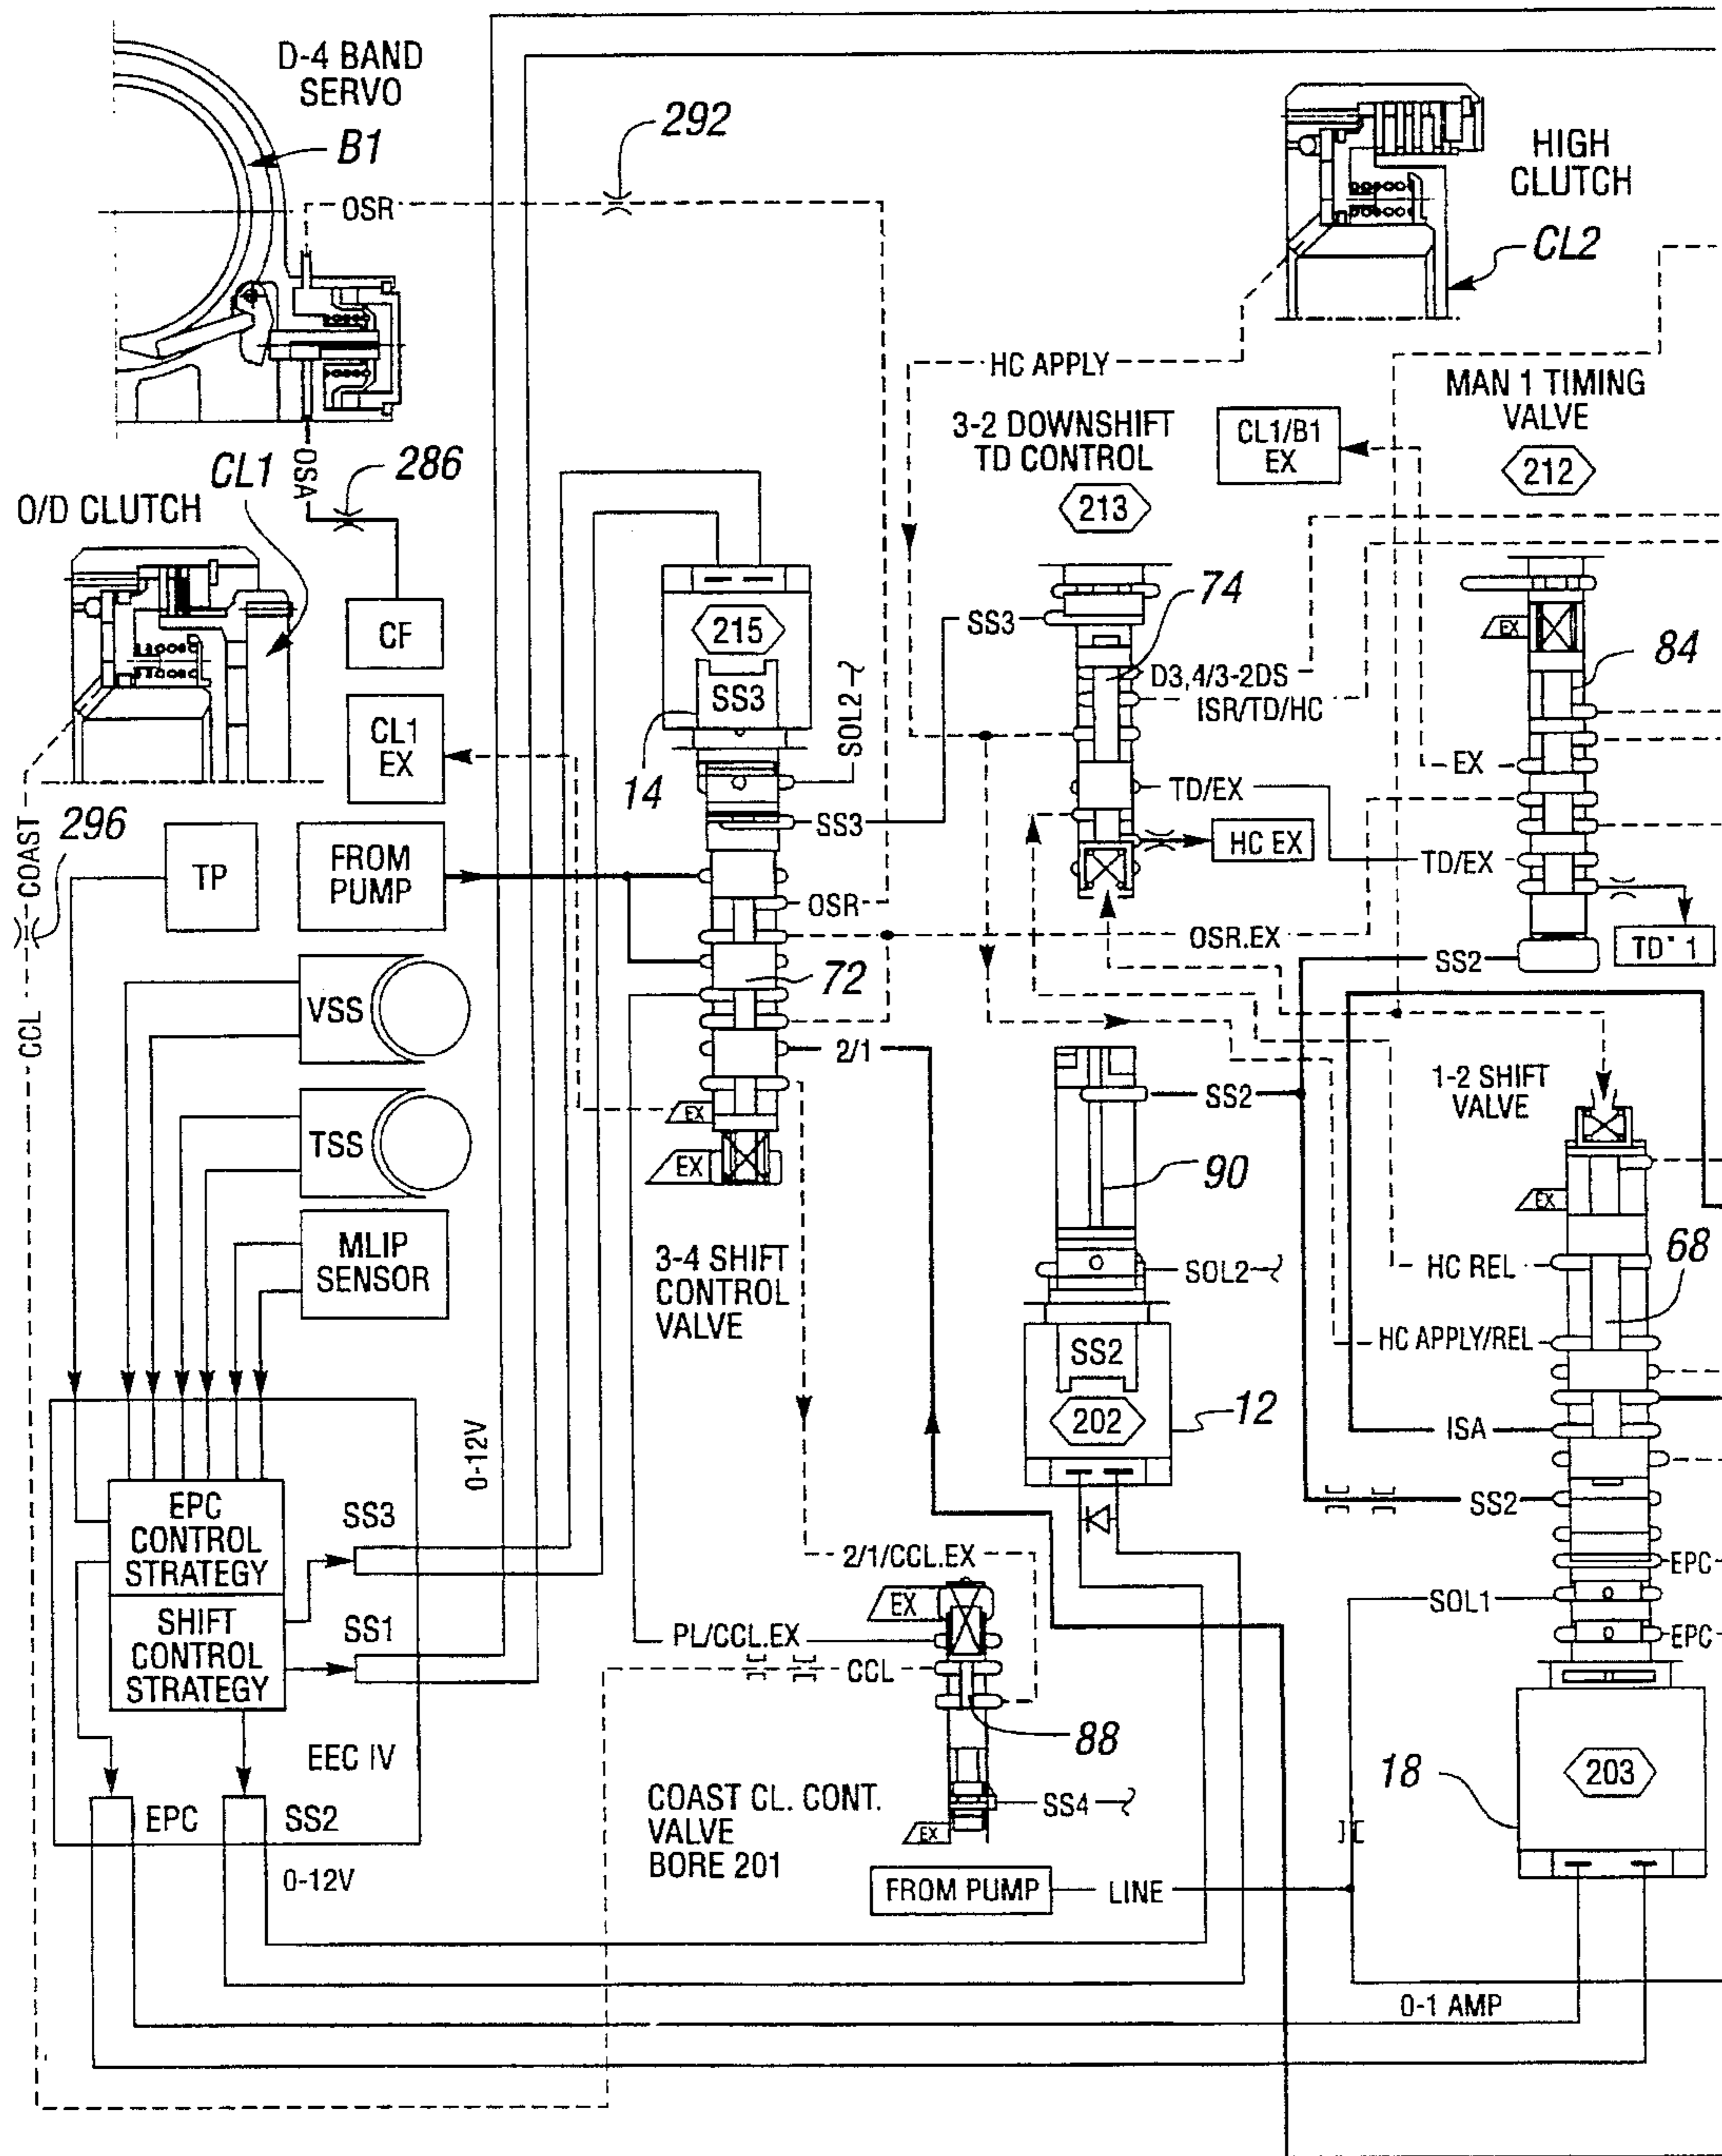 D-4 BAND
SERVO
B1
292
OSR
HIGH
CLUTCH
CL2
HC APPLY
OSA
286
CL1
O/D CLUTCH
3-2 DOWNSHIFT
TD CONTROL
213
CL1/B1
EX
MAN 1 TIMING
VALVE
212
CF
215
SS3
14
SOL2
SS3
74
D3,4/3-2DS
ISR/TD/HC
EX
84
CL1
EX
EX
TD/EX
SS3
HC EX
TD/EX
COAST
296
TP
FROM
PUMP
OSR
OSR.EX
SS2
72
CCL
VSS
2/1
SS2
1-2 SHIFT
VALVE
TSS
EX
EX
90
EX
MLIP
SENSOR
3-4 SHIFT
CONTROL
VALVE
SOL2
HC REL
68
SS2
HC APPLY/REL
202
12
0-12V
ISA
SS2
EPC
CONTROL
STRATEGY
SS3
2/1/CCL.EX
EX
EPC
SOL1
SHIFT
CONTROL
STRATEGY
SS1
PL/CCL.EX
EPC
CCL
88
EEC IV
18
203
COAST CL. CONT.
VALVE
BORE 201
SS4
EX
EPC
SS2
0-12V
FROM PUMP
LINE
0-1 AMP